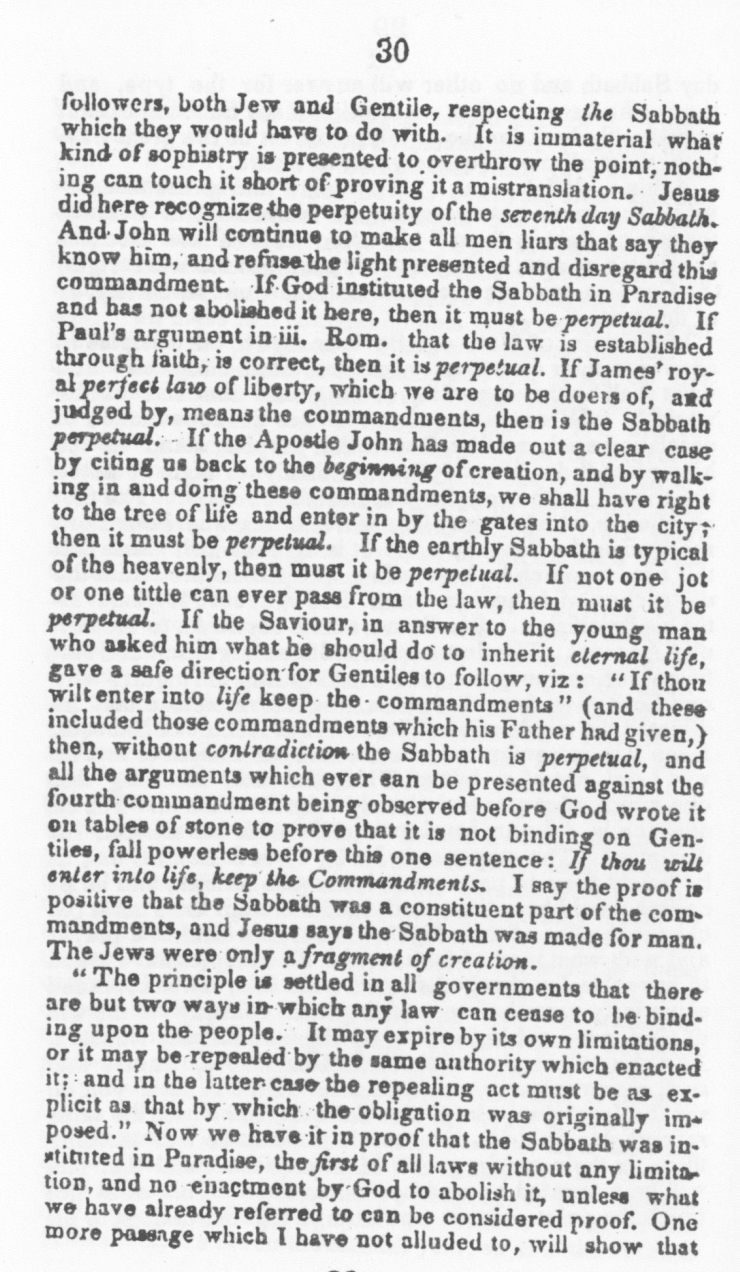 30
followers, both Jew and Gentile, respecting the Sabbath
which they would have to do with. It is immaterial what
kind of sophistry is presented to overthrow the point, noth-
ing can touch it short of proving it a mistranslation. Jesus
did here recognize the perpetuity of the seventh day Sabbath.
And John will continue to make all men liars that say they
know him, and refuse the light presented and disregard this
commandment. If God instituted the Sabbath in Paradise
and has not abolished it here, then it must be perpetual. If
Paul's argument in iii. Rom. that the law is established
through faith, is correct, then it is perpetual. If James' roy-
al perfect law of liberty, which we are to be doers of, and
judged by, means the commandments, then is the Sabbath
perpetual. If the Apostle John has made out a clear case
by citing us back to the beginning of creation, and by walk-
ing in and doing these commandments, we shall have right
to the tree of life and enter in by the gates into the city;
then it must be perpetual. If the earthly Sabbath is typical
of the heavenly, then must it be perpetual. If not one jot
or one tittle can ever pass from the law, then must it be
perpetual. If the Saviour, in answer to the young man
who asked him what he should do to inherit eternal life,
gave a safe direction for Gentiles to follow, viz: "If thou
wilt enter into life keep the commandments" (and these
included those commandments which his Father had given,)
then, without contradiction the Sabbath is perpetual, and
all the arguments which ever can be presented against the
fourth commandment being observed before God wrote it
on tables of stone to prove that it is not binding on Gen-
tiles, fall powerless before this one sentence: If thou wilt
enter into life, keep the Commandments. I say the proof is
positive that the Sabbath was a constituent part of the com-
mandments, and Jesus says the Sabbath was made for man.
The Jews were only a fragment of creation.
"The principle is settled in all governments that there
are but two ways in which any law can cease to be bind-
ing upon the people. It may expire by its own limitations,
or it may be repealed by the same authority which enacted
it; and in the latter case the repealing act must be as ex-
plicit as that by which the obligation was originally im-
posed." Now we have it in proof that the Sabbath was in-
stituted in Paradise, the first of all laws without any limita-
tion, and no enactment by God to abolish it, unless what
we have already referred to can be considered proof. One
more passage which I have not alluded to, will show that